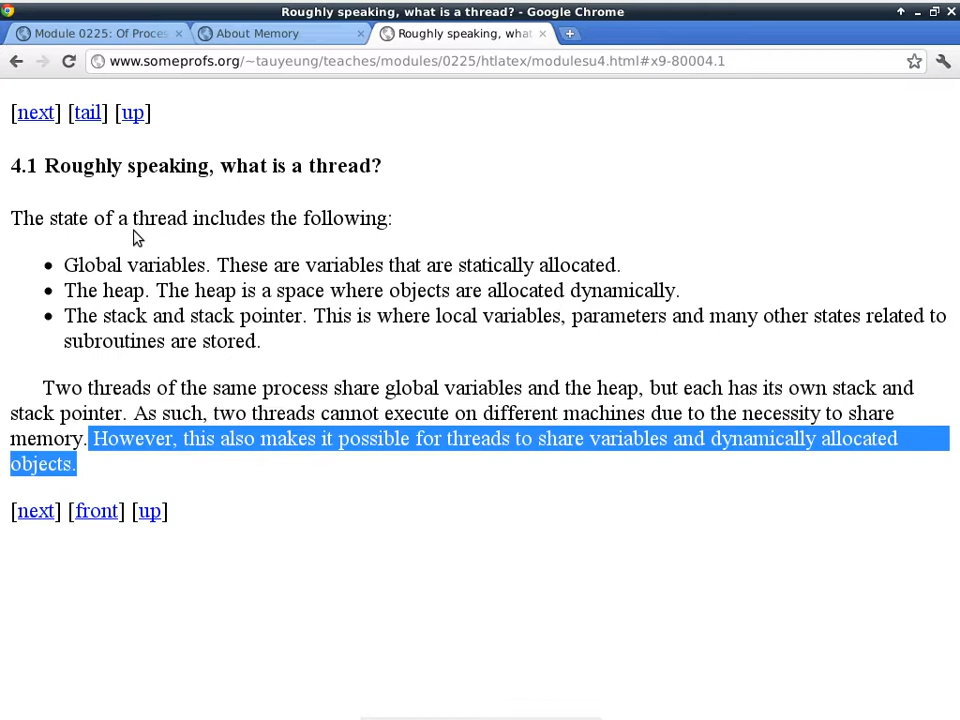 Roughly speaking, what is a thread? - Google Chrome
Module 0225: Of Proces
About Memory
Roughly speaking, wha
www.someprofs.org/~tauyeung/teaches/modules/0225/htlatex/modulesu4.html#x9-80004.1
[next] [tail] [up]
4.1 Roughly speaking, what is a thread?
The state of a thread includes the following:
• Global variables. These are variables that are statically allocated.
• The heap. The heap is a space where objects are allocated dynamically.
• The stack and stack pointer. This is where local variables, parameters and many other states related to
subroutines are stored.
Two threads of the same process share global variables and the heap, but each has its own stack and
stack pointer. As such, two threads cannot execute on different machines due to the necessity to share
memory. However, this also makes it possible for threads to share variables and dynamically allocated
objects.
[next] [front] [up]